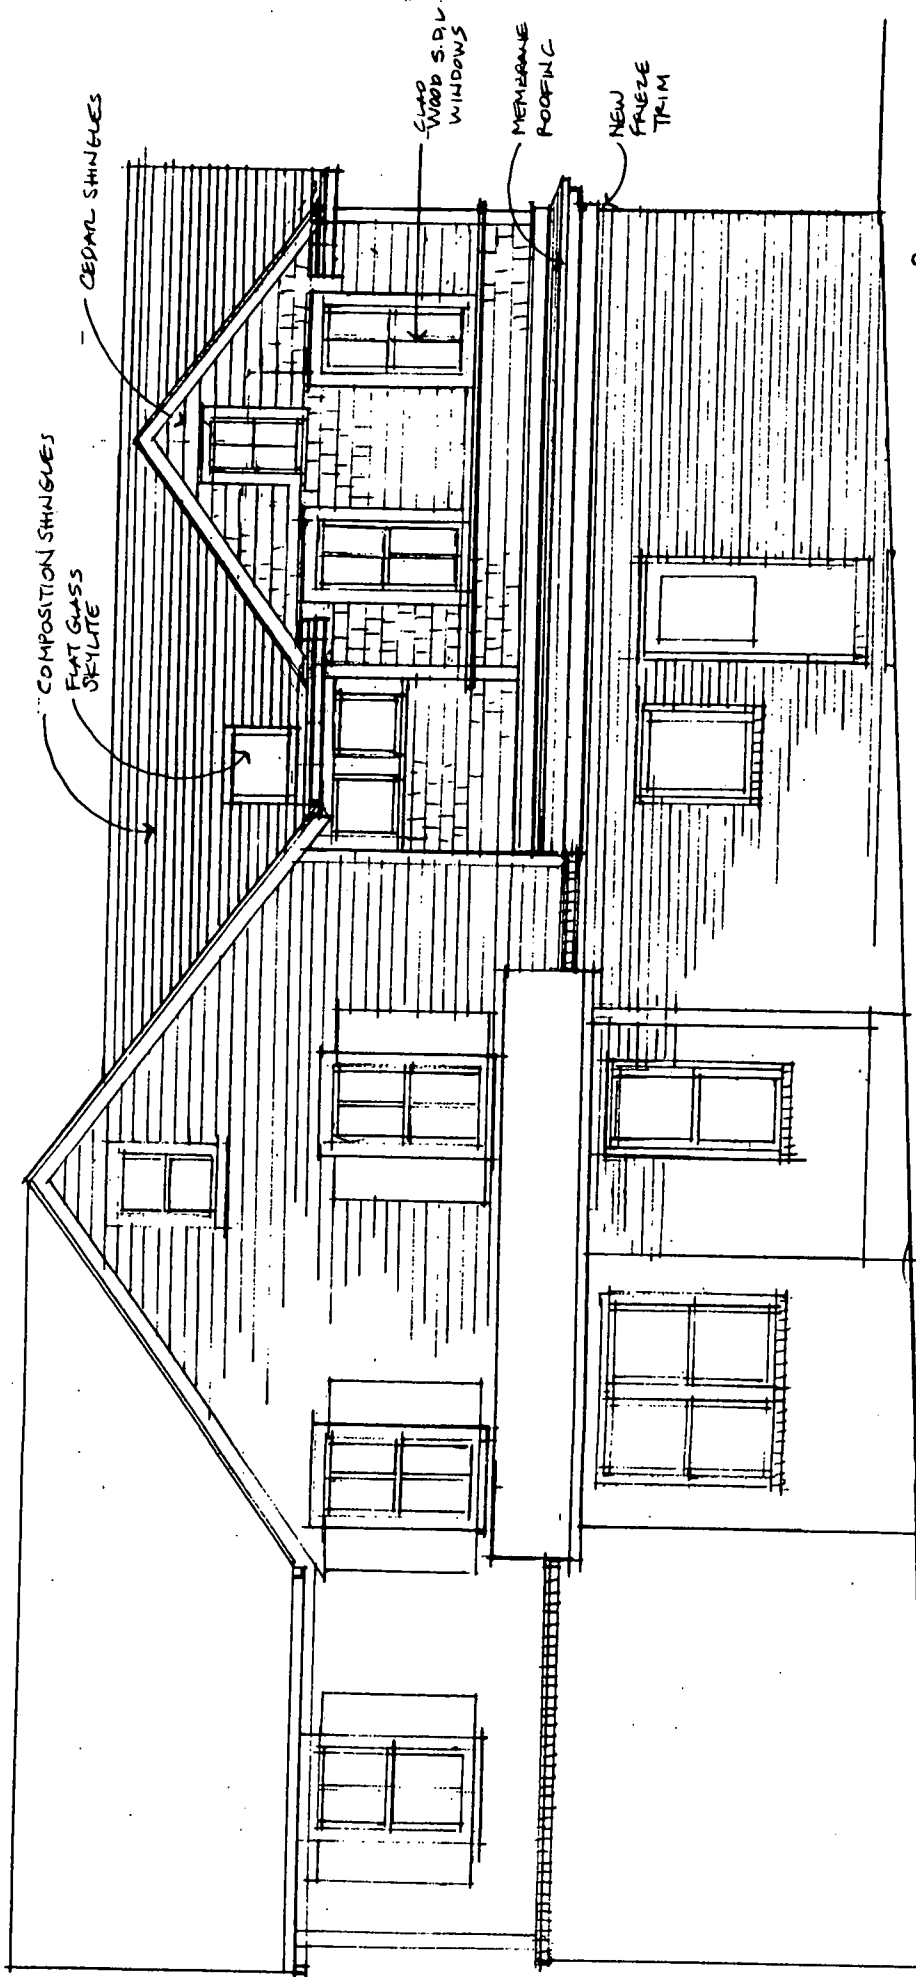 COMPOSITION SHINGLES
FLAT GLASS
SKYLITE
CEDAR SHINGLES
CLAD
WOOD S.D.L.
WINDOWS
MEMBRANE
ROOFING
NEW
FRIEZE
TRIM